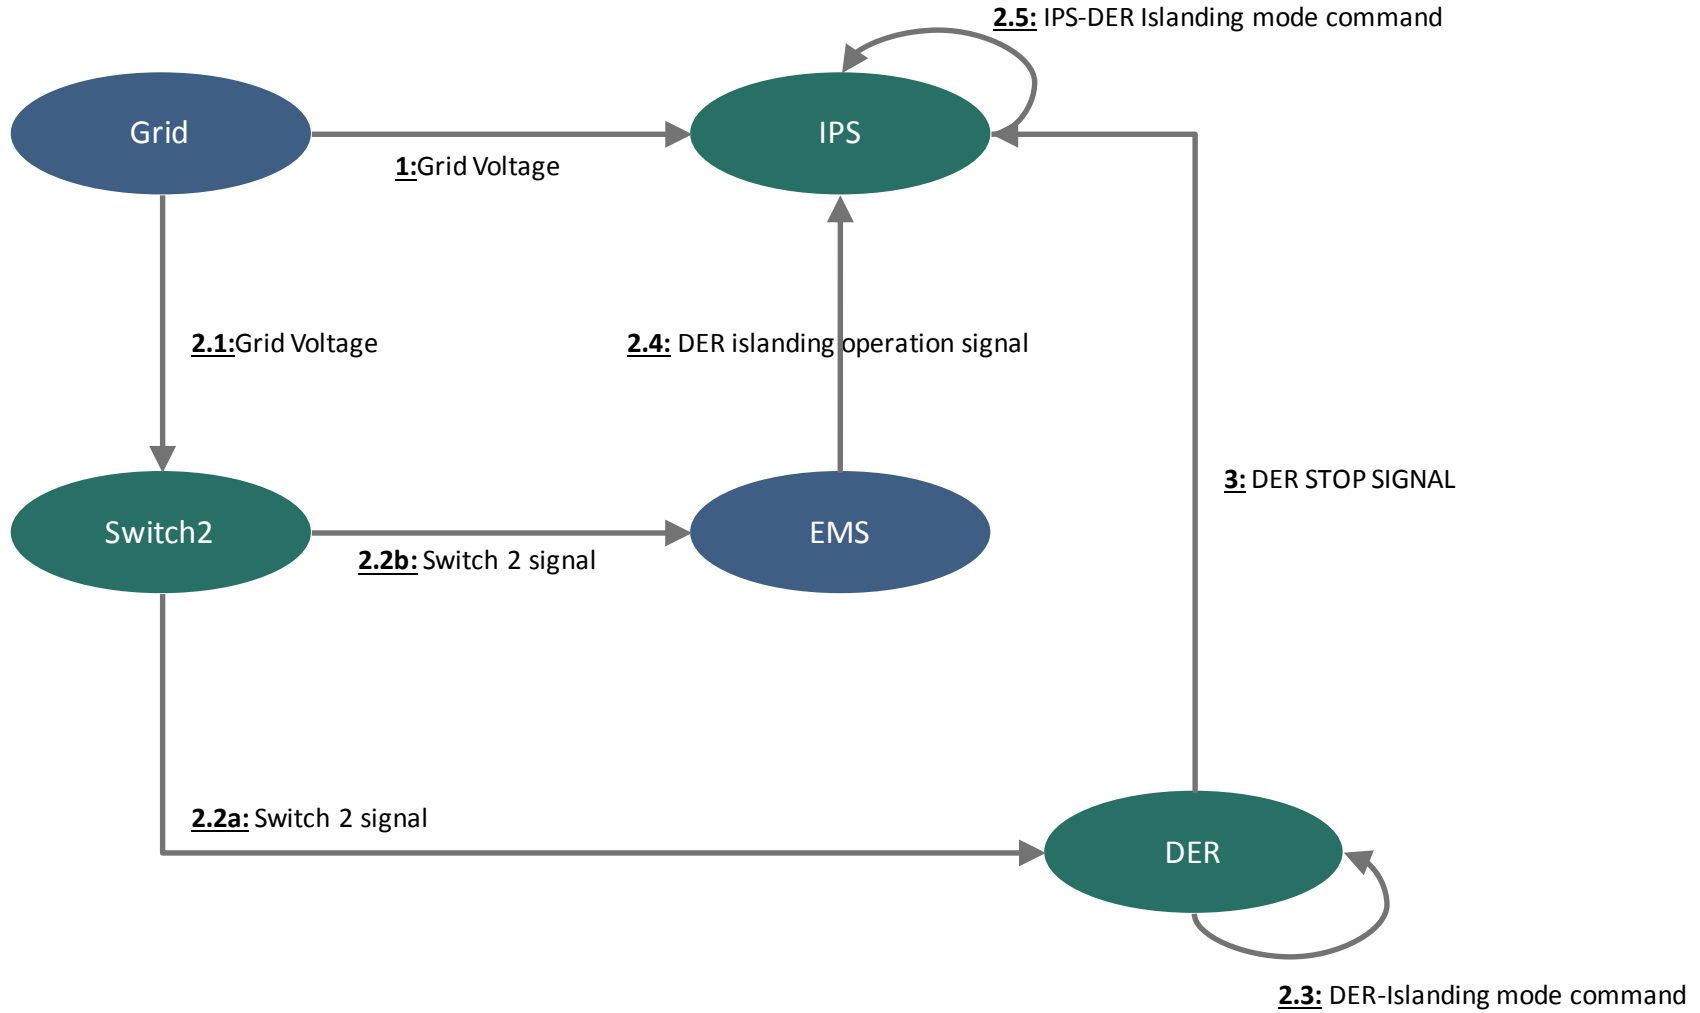 2.5: IPS-DER Islanding mode command
Grid
IPS
1:Grid Voltage
2.1:Grid Voltage
2.4: DER islanding operation signal
3: DER STOP SIGNAL
Switch2
EMS
2.2b: Switch 2 signal
2.2a: Switch 2 signal
DER
2.3: DER-Islanding mode command